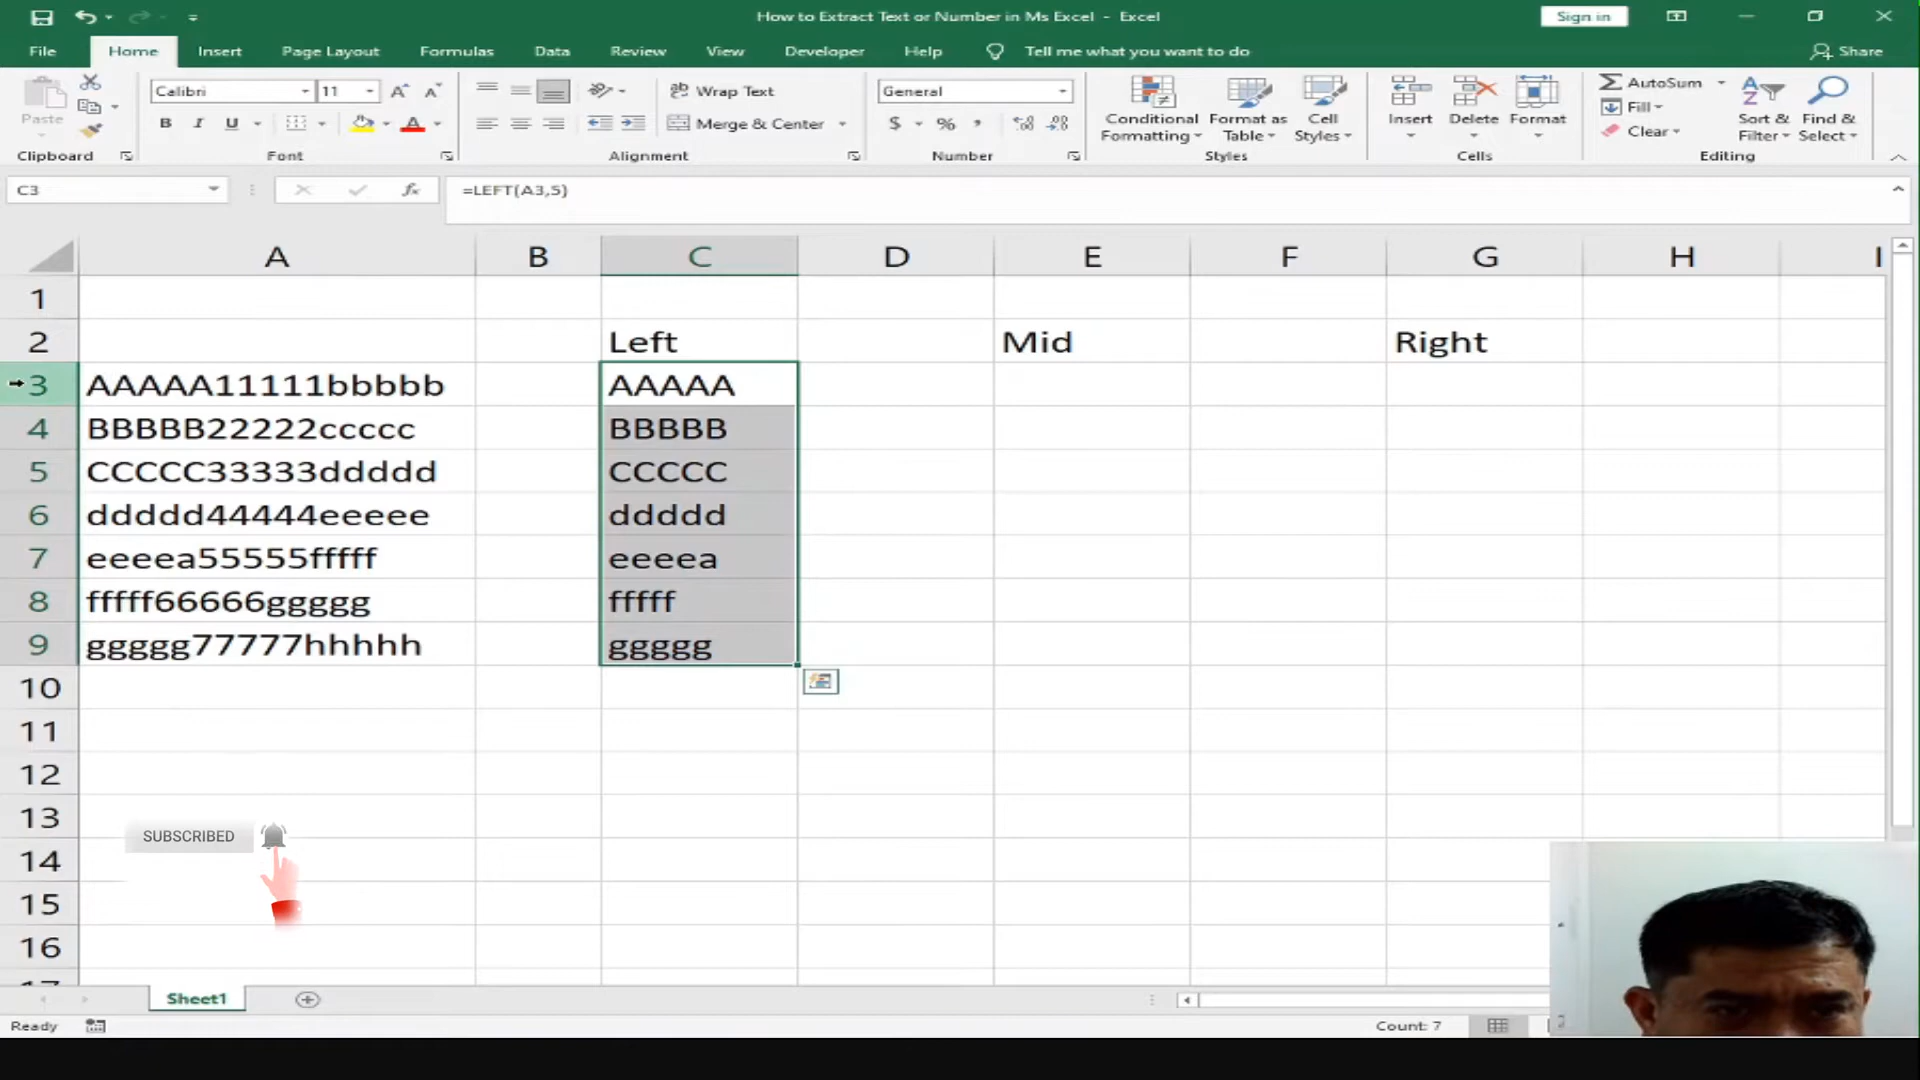 How to Extract Text or Number in Ms Excel - Excel
Sign in
File Home Insert Page Layout Formulas Data Review View Developer Help Tell me what you want to do Share
Calibri 11 Wrap Text General AutoSum
Paste B I U Merge & Center $ % , Conditional Formatting Format as Table Cell Styles Insert Delete Format Fill Clear Sort & Filter Find & Select
Clipboard Font Alignment Number Styles Cells Editing
C3 fx =LEFT(A3,5)
A B C D E F G H I
1
2 Left Mid Right
3 AAAAA11111bbbbb AAAAA
4 BBBBB22222ccccc BBBBB
5 CCCCC33333ddddd CCCCC
6 ddddd44444eeeee ddddd
7 eeeea55555fffff eeeea
8 fffff66666ggggg fffff
9 ggggg77777hhhhh ggggg
10
11
12
13
SUBSCRIBED
14
15
16
17
Sheet1
Ready Count: 7